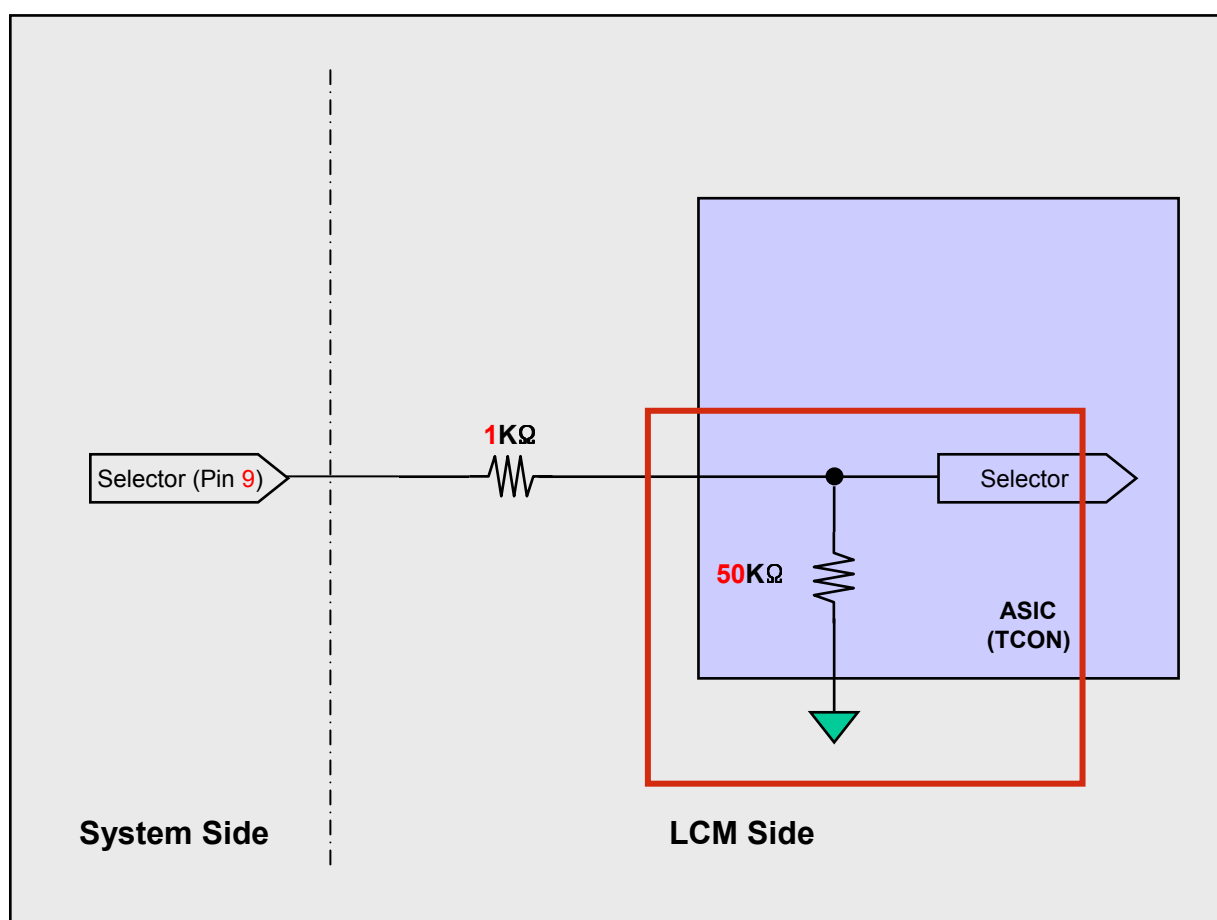 1KΩ
Selector (Pin 9)
Selector
50KΩ
ASIC
(TCON)
System Side
LCM Side